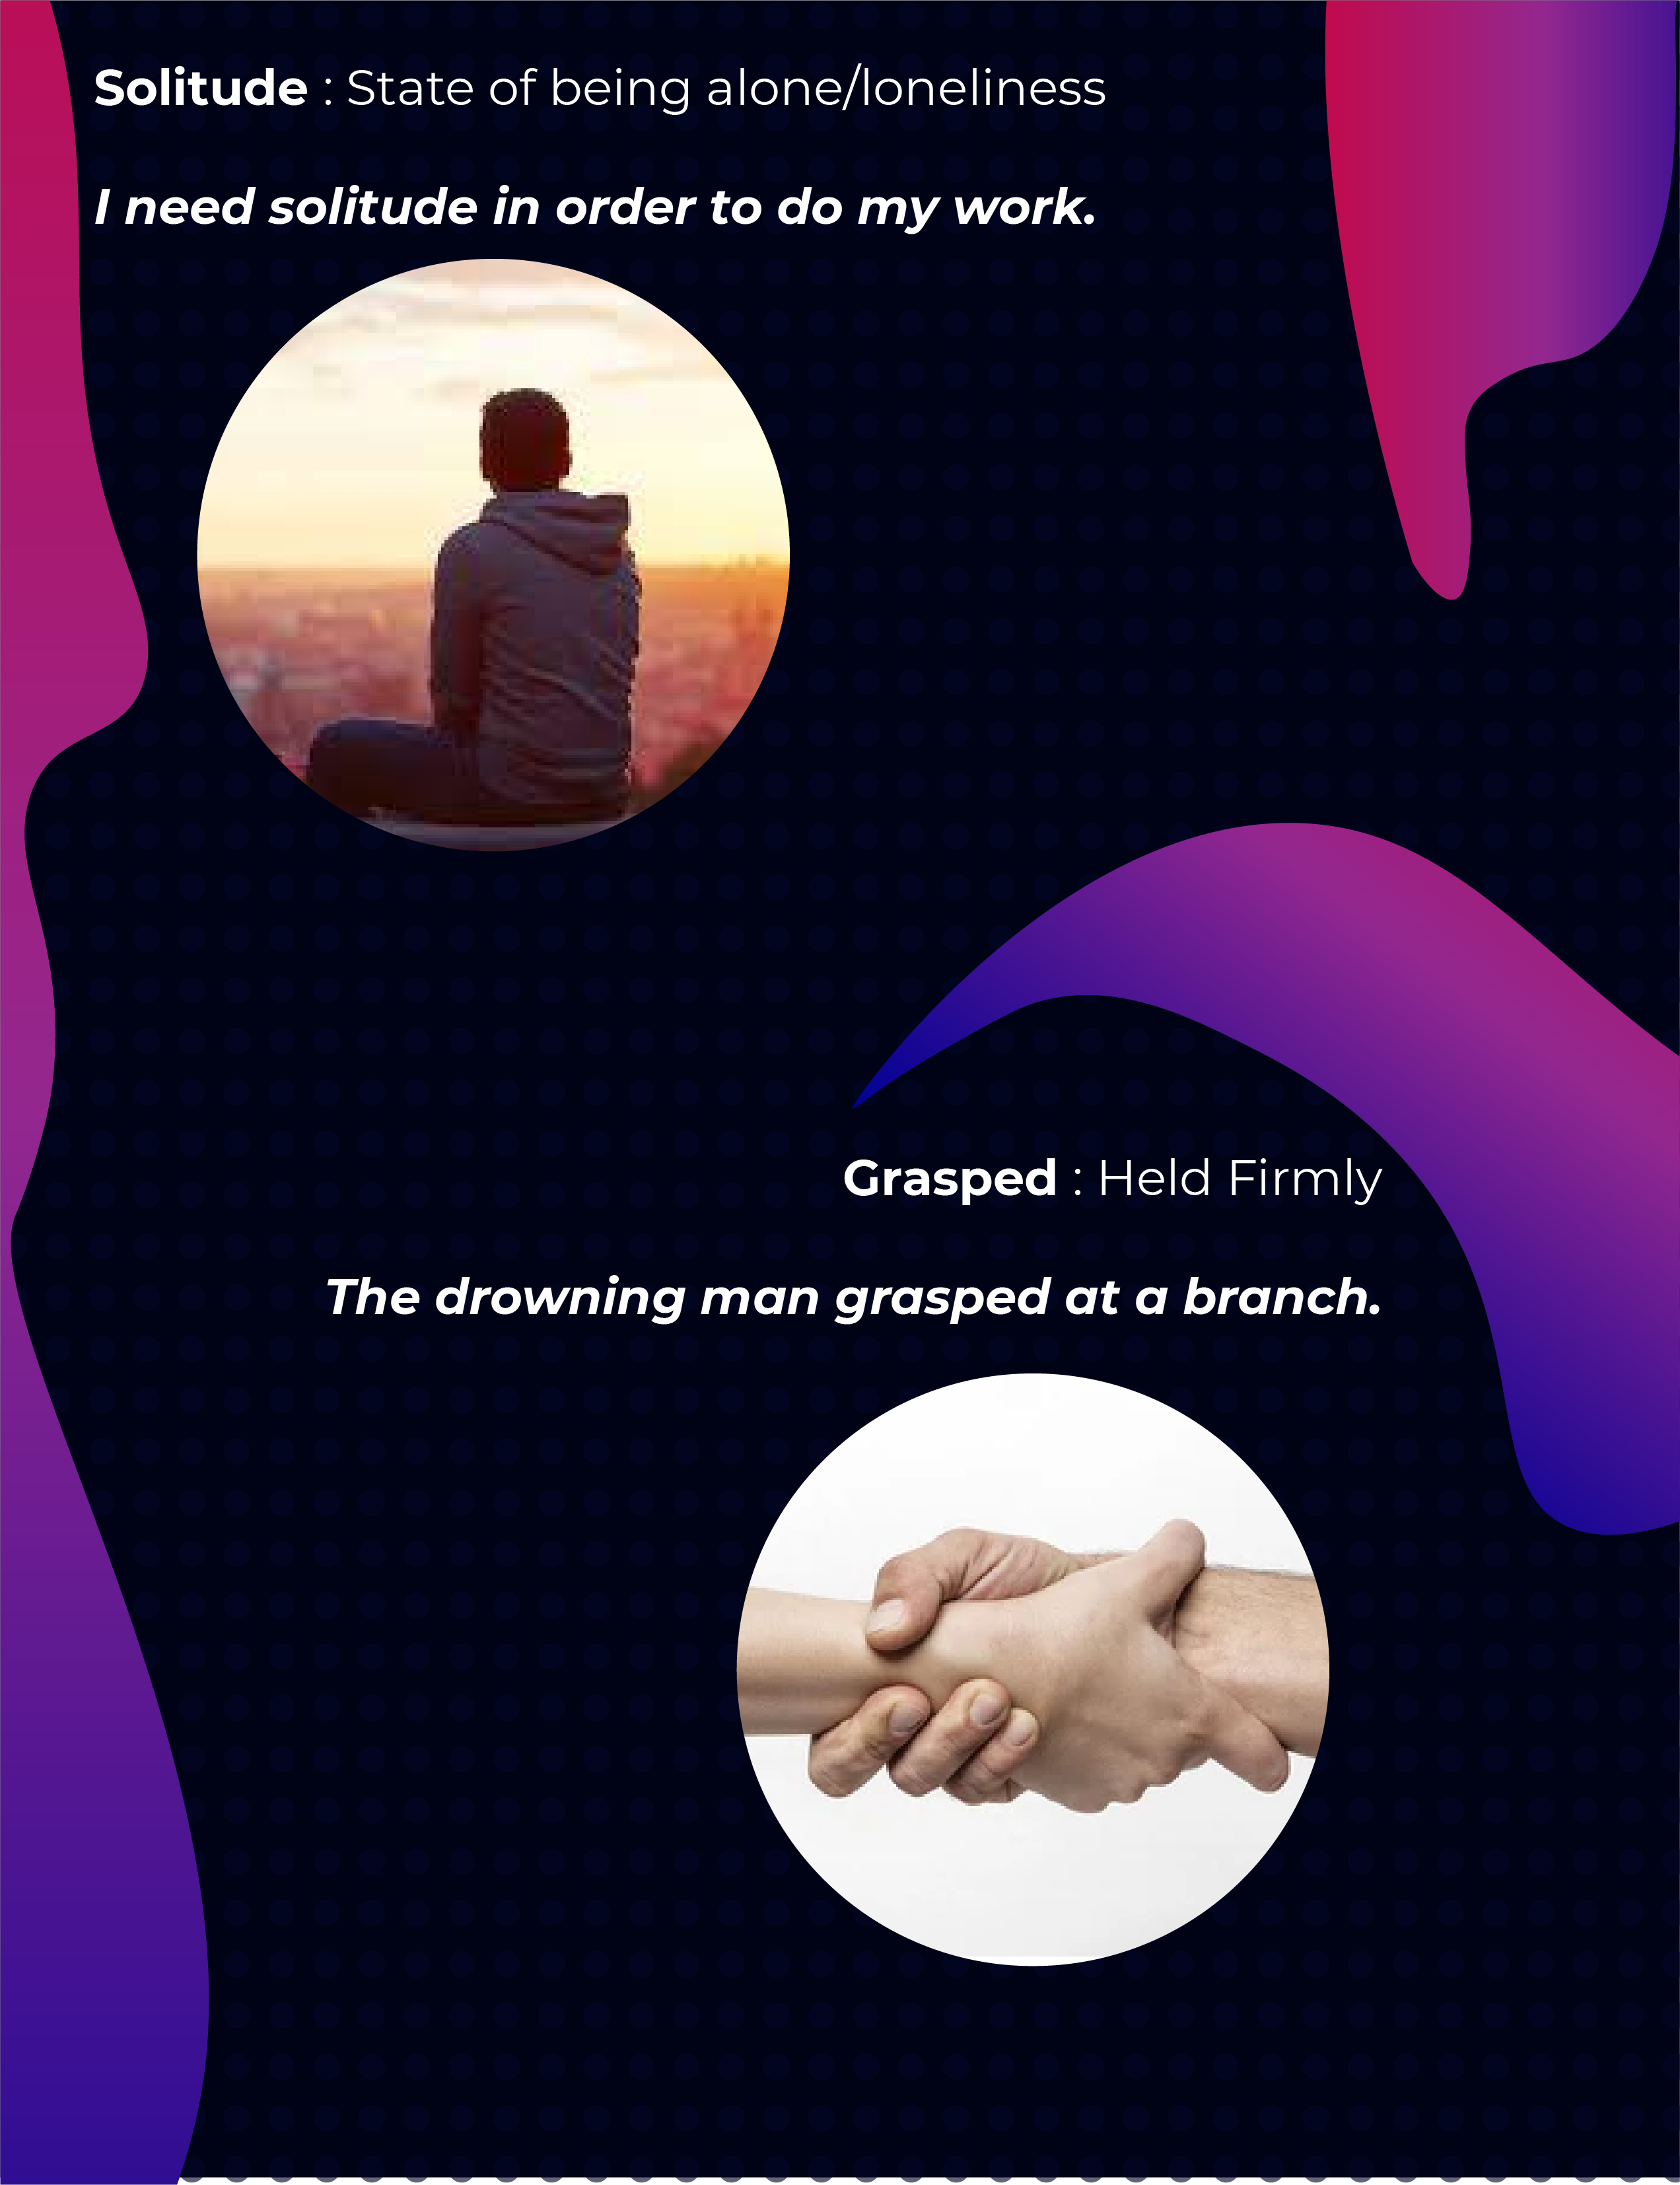 Solitude : State of being alone/loneliness
I need solitude in order to do my work.
Grasped : Held Firmly
The drowning man grasped at a branch.